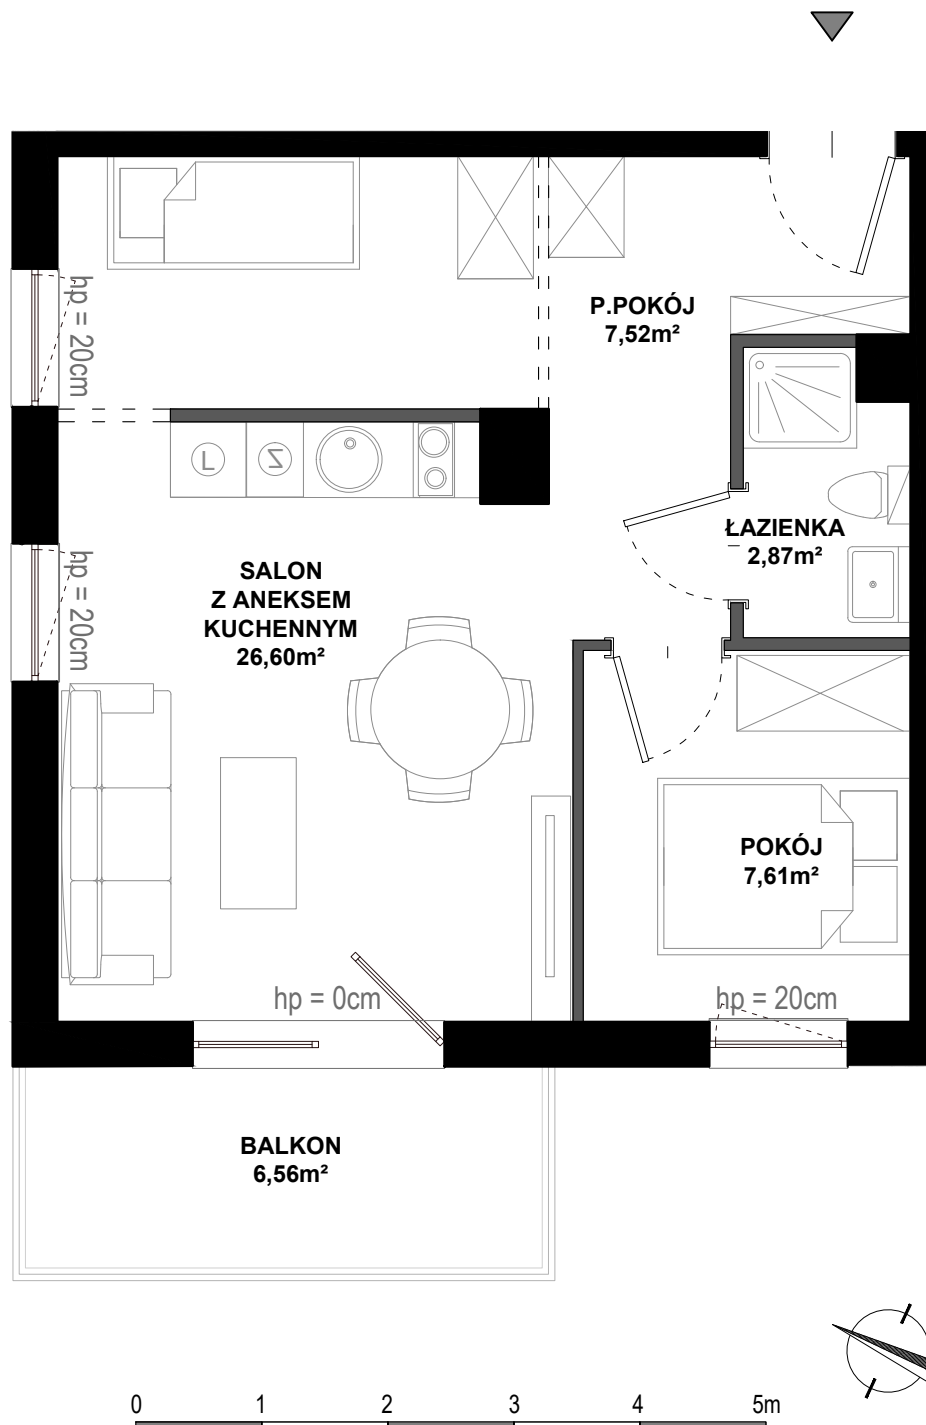 hp = 20cm
P.POKÓJ
7,52m²
L
Z
hp = 20cm
ŁAZIENKA
2,87m²
SALON
Z ANEKSEM
KUCHENNYM
26,60m²
POKÓJ
7,61m²
hp = 0cm
hp = 20cm
BALKON
6,56m²
0 1 2 3 4 5m